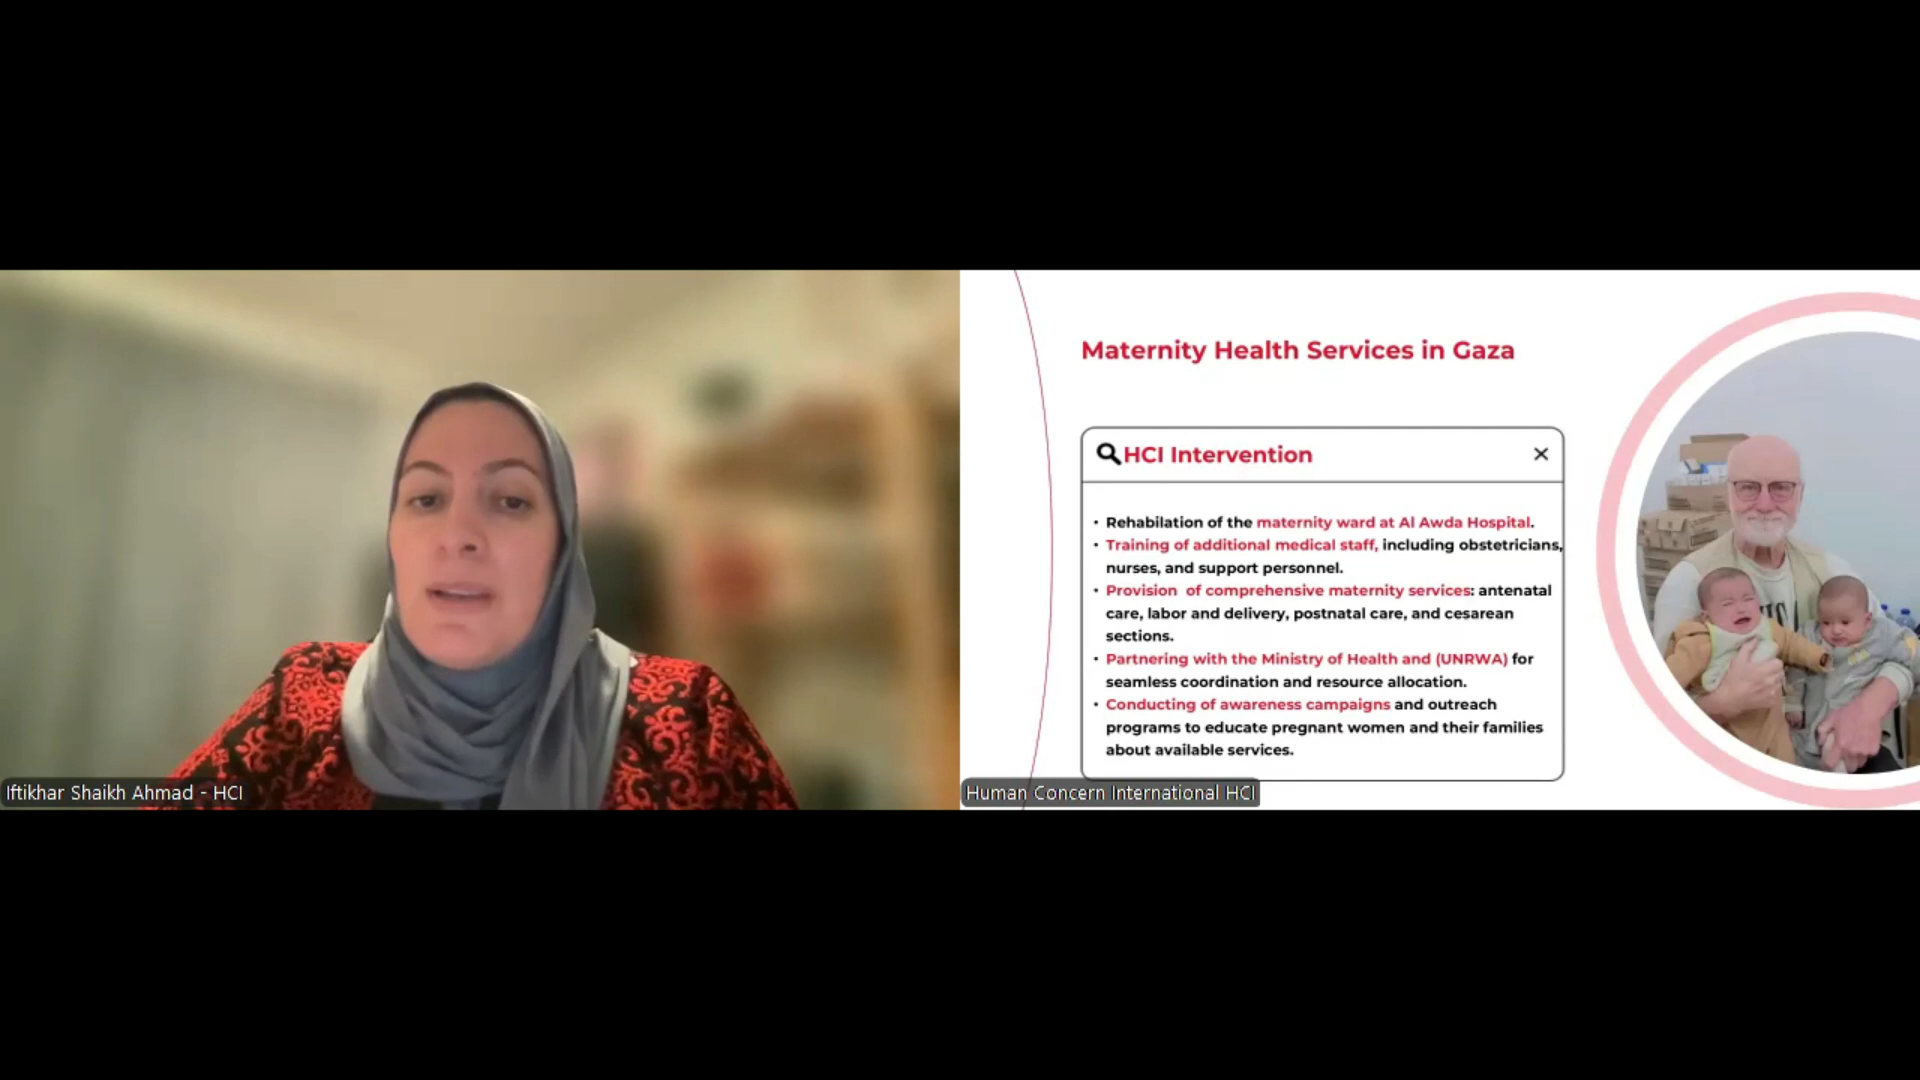 Maternity Health Services in Gaza
HCI Intervention
• Rehabilation of the maternity ward at Al Awda Hospital.
• Training of additional medical staff, including obstetricians,
nurses, and support personnel.
• Provision of comprehensive maternity services: antenatal
care, labor and delivery, postnatal care, and cesarean
sections.
• Partnering with the Ministry of Health and (UNRWA) for
seamless coordination and resource allocation.
• Conducting of awareness campaigns and outreach
programs to educate pregnant women and their families
about available services.
Iftikhar Shaikh Ahmad - HCI
Human Concern International HCI